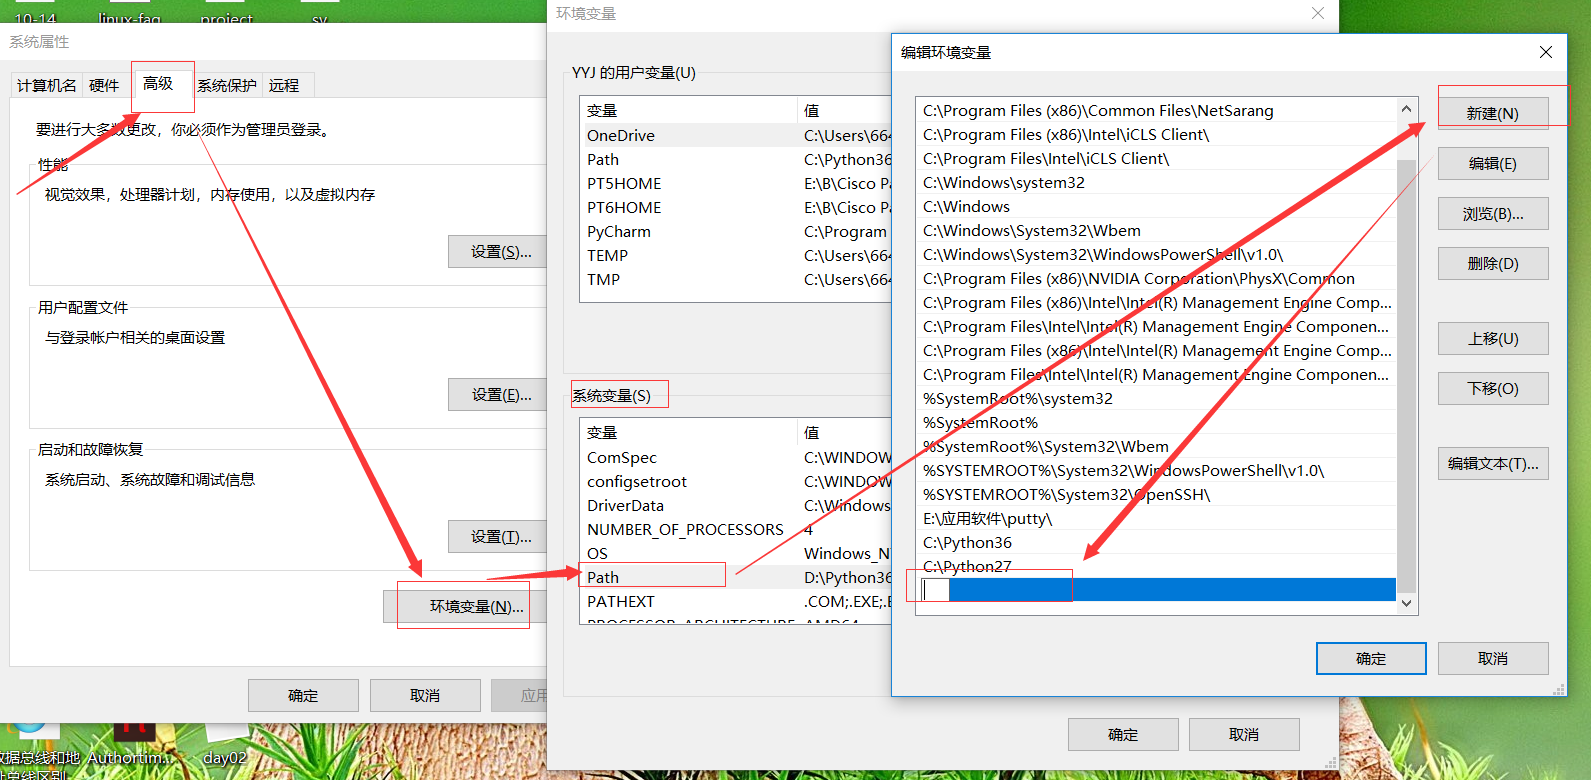 10-14
linux-faq
project
sv
系统属性
计算机名
硬件
高级
系统保护
远程
要进行大多数更改，你必须作为管理员登录。
性能
视觉效果，处理器计划，内存使用，以及虚拟内存
设置(S)...
用户配置文件
与登录帐户相关的桌面设置
设置(E)...
启动和故障恢复
系统启动、系统故障和调试信息
设置(T)...
环境变量(N)...
确定
取消
应用
环境变量
YYJ 的用户变量(U)
变量
值
OneDrive
C:\Users\664
Path
C:\Python36
PT5HOME
E:\B\Cisco Pa
PT6HOME
E:\B\Cisco Pa
PyCharm
C:\Program
TEMP
C:\Users\664
TMP
C:\Users\664
系统变量(S)
变量
值
ComSpec
C:\WINDOW
configsetroot
C:\WINDOW
DriverData
C:\Windows
NUMBER_OF_PROCESSORS
4
OS
Windows_N
Path
D:\Python36
PATHEXT
.COM;.EXE;.B
PROCESSOR_ARCHITECTURE
AMD64
确定
取消
编辑环境变量
C:\Program Files (x86)\Common Files\NetSarang
C:\Program Files (x86)\Intel\iCLS Client\
C:\Program Files\Intel\iCLS Client\
C:\Windows\system32
C:\Windows
C:\Windows\System32\Wbem
C:\Windows\System32\WindowsPowerShell\v1.0\
C:\Program Files (x86)\NVIDIA Corporation\PhysX\Common
C:\Program Files (x86)\Intel\Intel(R) Management Engine Comp...
C:\Program Files\Intel\Intel(R) Management Engine Componen...
C:\Program Files (x86)\Intel\Intel(R) Management Engine Comp...
C:\Program Files\Intel\Intel(R) Management Engine Componen...
%SystemRoot%\system32
%SystemRoot%
%SystemRoot%\System32\Wbem
%SYSTEMROOT%\System32\WindowsPowerShell\v1.0\
%SYSTEMROOT%\System32\OpenSSH\
E:\应用软件\putty\
C:\Python36
C:\Python27
新建(N)
编辑(E)
浏览(B)...
删除(D)
上移(U)
下移(O)
编辑文本(T)...
确定
取消
数据总线和地
Authortim...
day02